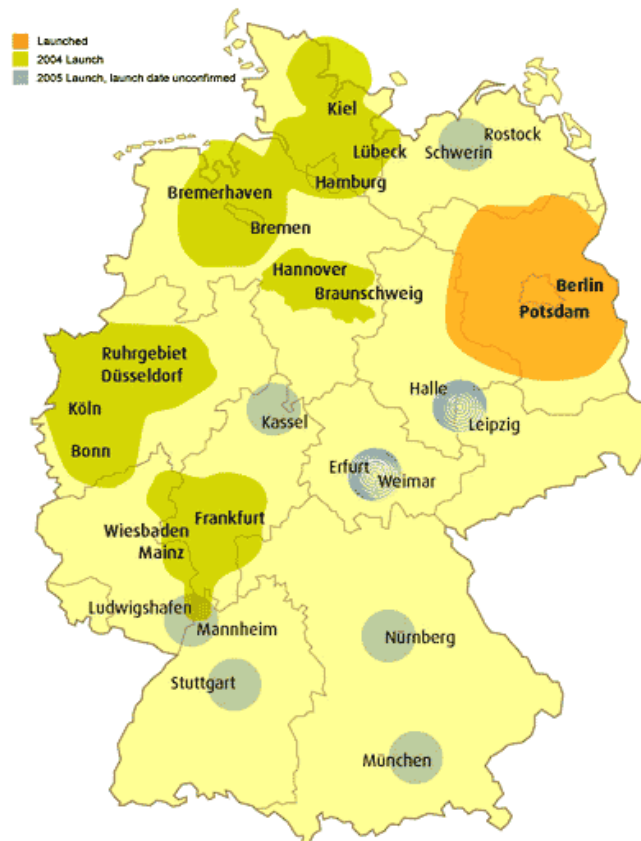 Launched
2004 Launch
2005 Launch, launch date unconfirmed
Kiel
Rostock
Lübeck
Schwerin
Hamburg
Bremerhaven
Bremen
Hannover
Braunschweig
Berlin
Potsdam
Ruhrgebiet
Düsseldorf
Halle
Köln
Kassel
Leipzig
Bonn
Erfurt
Weimar
Frankfurt
Wiesbaden
Mainz
Ludwigshafen
Mannheim
Nürnberg
Stuttgart
München